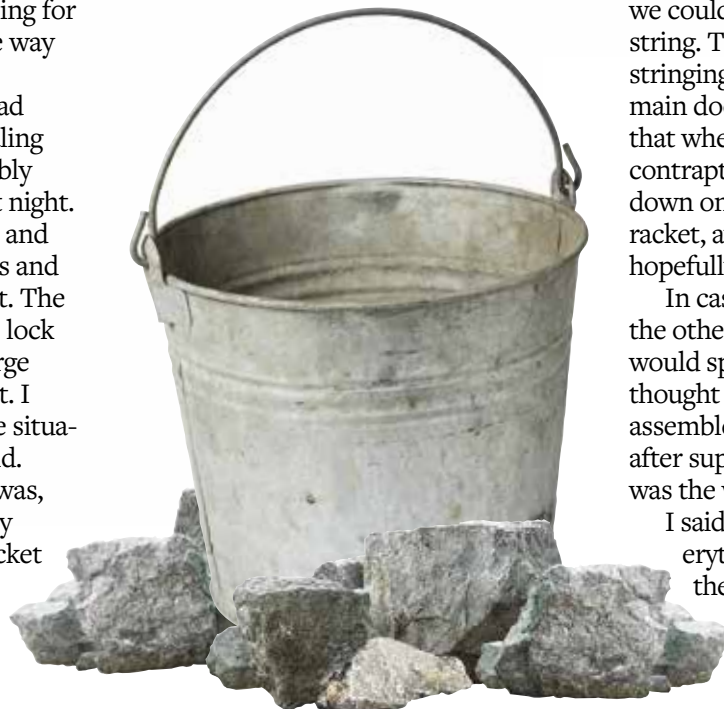 ing for
e way
ad
ling
bly
t night.
and
s and
t. The
lock
rge
t. I
e situa-
d.
was,
y
cket
we could
string. T
stringing
main doo
that whe
contrapt
down on
racket, a
hopefull
In cas
the othe
would sp
thought
assemble
after sup
was the
I said
eryt
the